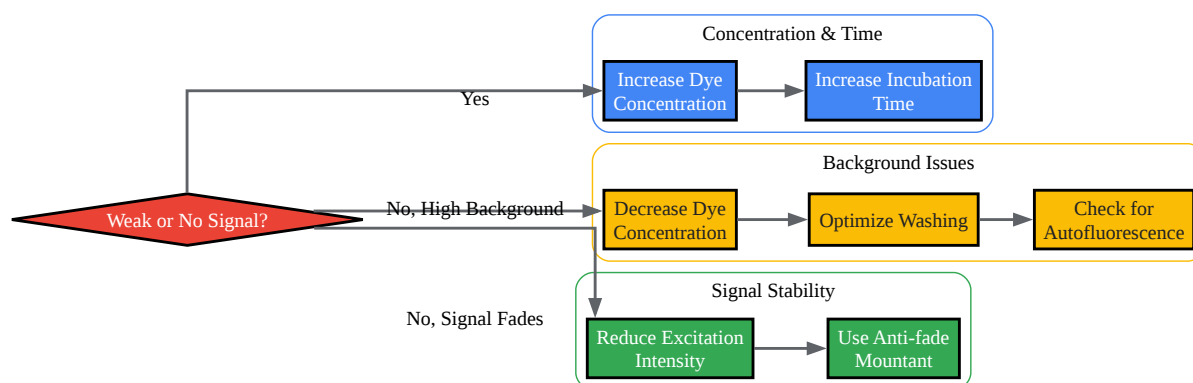 Concentration & Time
Increase Dye
Concentration
Increase Incubation
Time
Yes
Background Issues
Weak or No Signal?
No, High Background
Decrease Dye
Concentration
Optimize Washing
Check for
Autofluorescence
Signal Stability
No, Signal Fades
Reduce Excitation
Intensity
Use Anti-fade
Mountant